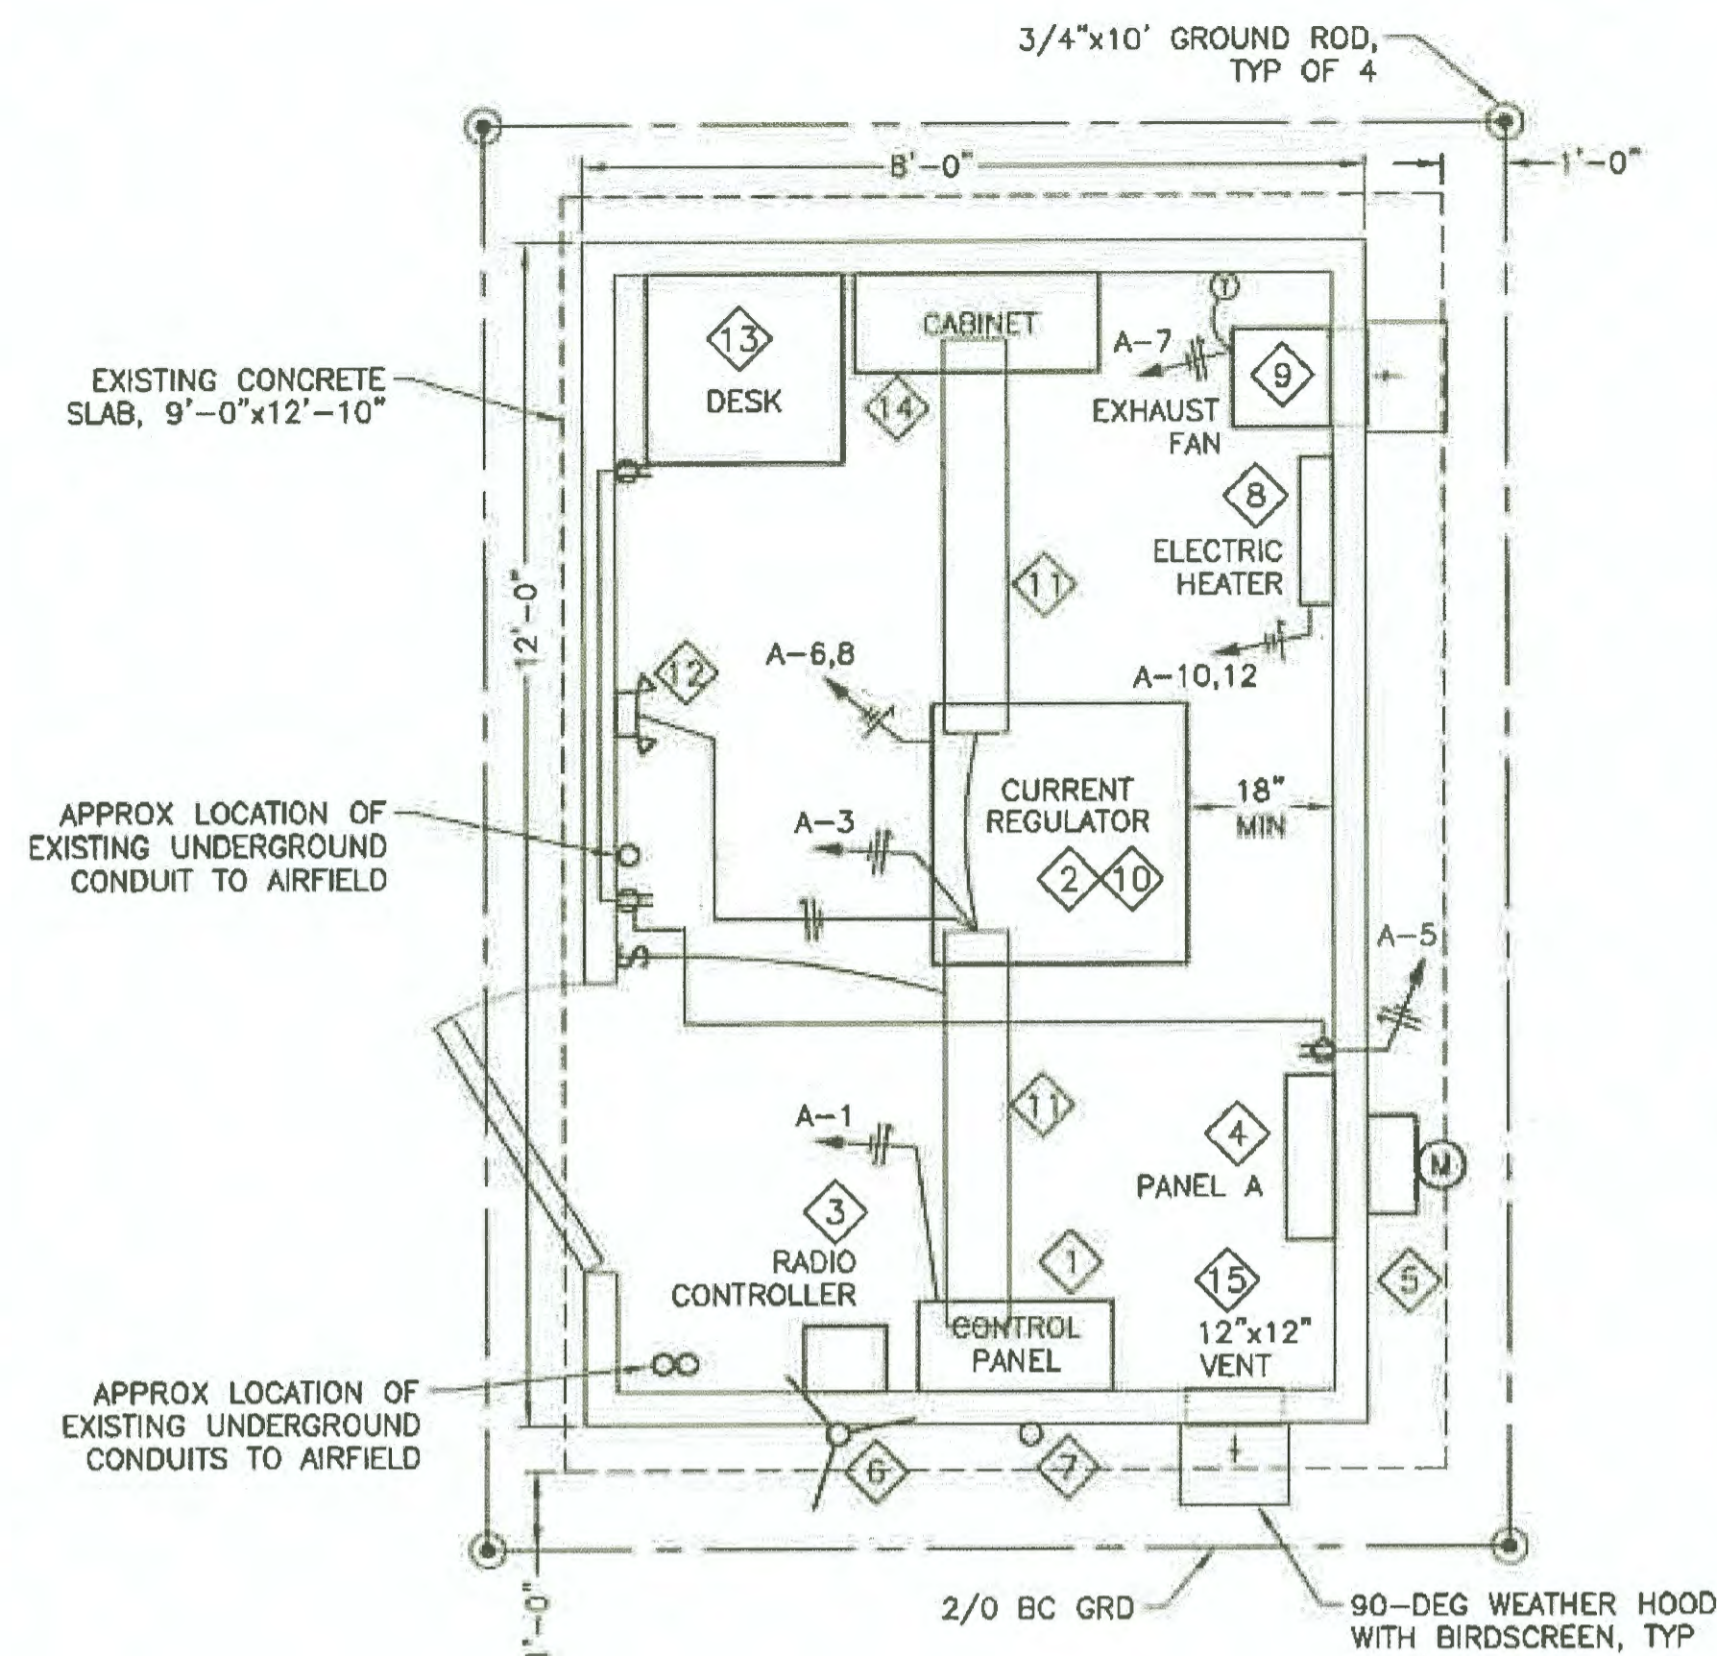 3/4"x10' GROUND ROD,
TYP OF 4
8'-0"
1'-0"
EXISTING CONCRETE
SLAB, 9'-0"x12'-10"
13
DESK
CABINET
14
T
A-7
9
EXHAUST
FAN
8
ELECTRIC
HEATER
11
12'-0"
12
A-6,8
A-10,12
APPROX LOCATION OF
EXISTING UNDERGROUND
CONDUIT TO AIRFIELD
A-3
CURRENT
REGULATOR
2
10
18"
MIN
A-5
S
11
A-1
4
PANEL A
M
3
RADIO
CONTROLLER
1
CONTROL
PANEL
15
12"x12"
VENT
5
APPROX LOCATION OF
EXISTING UNDERGROUND
CONDUITS TO AIRFIELD
6
7
1'-0"
2/0 BC GRD
90-DEG WEATHER HOOD
WITH BIRDSCREEN, TYP